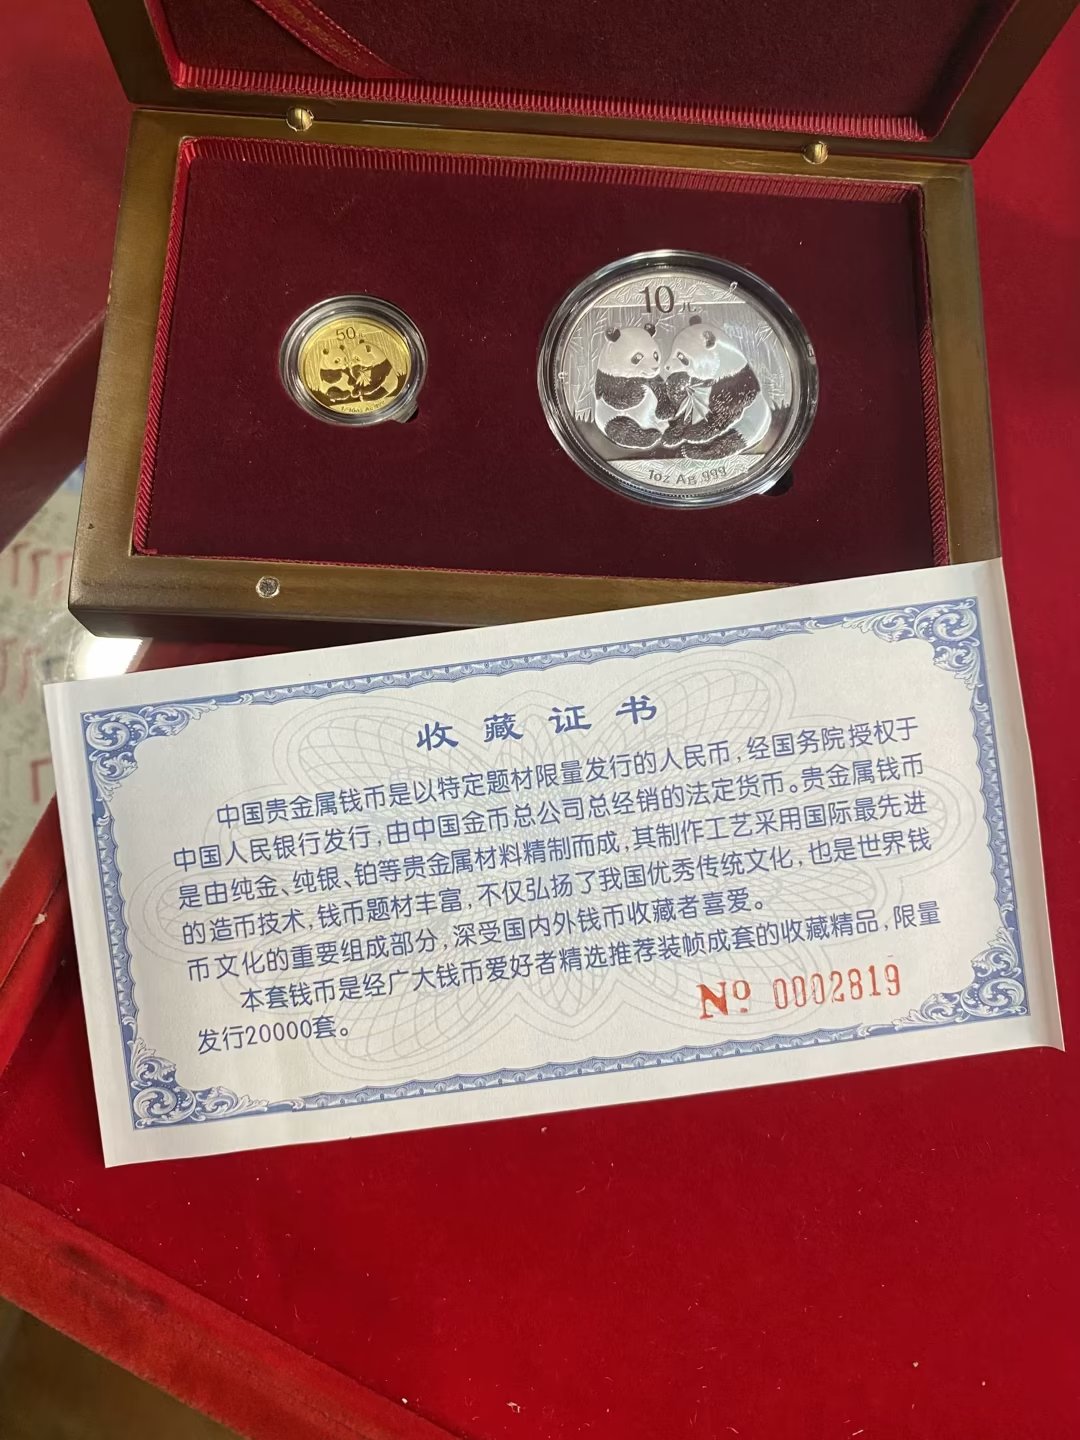 50元
1/10oz Au.999
10元
1oz Ag.999
收藏证书
中国贵金属钱币是以特定题材限量发行的人民币，经国务院授权于
中国人民银行发行，由中国金币总公司总经销的法定货币。贵金属钱币
是由纯金、纯银、铂等贵金属材料精制而成，其制作工艺采用国际最先进
的造币技术，钱币题材丰富，不仅弘扬了我国优秀传统文化，也是世界钱
币文化的重要组成部分，深受国内外钱币收藏者喜爱。
本套钱币是经广大钱币爱好者精选推荐装帧成套的收藏精品，限量
发行20000套。
No. 0002819